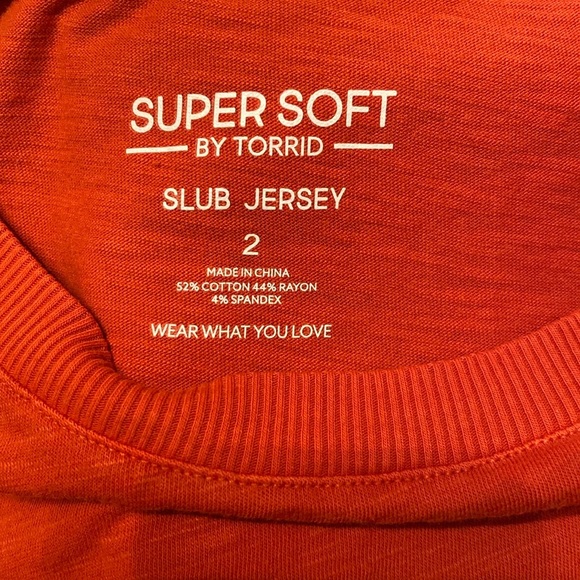 SUPER SOFT
BY TORRID
SLUB JERSEY
2
MADE IN CHINA
52% COTTON 44% RAYON
4% SPANDEX
WEAR WHAT YOU LOVE